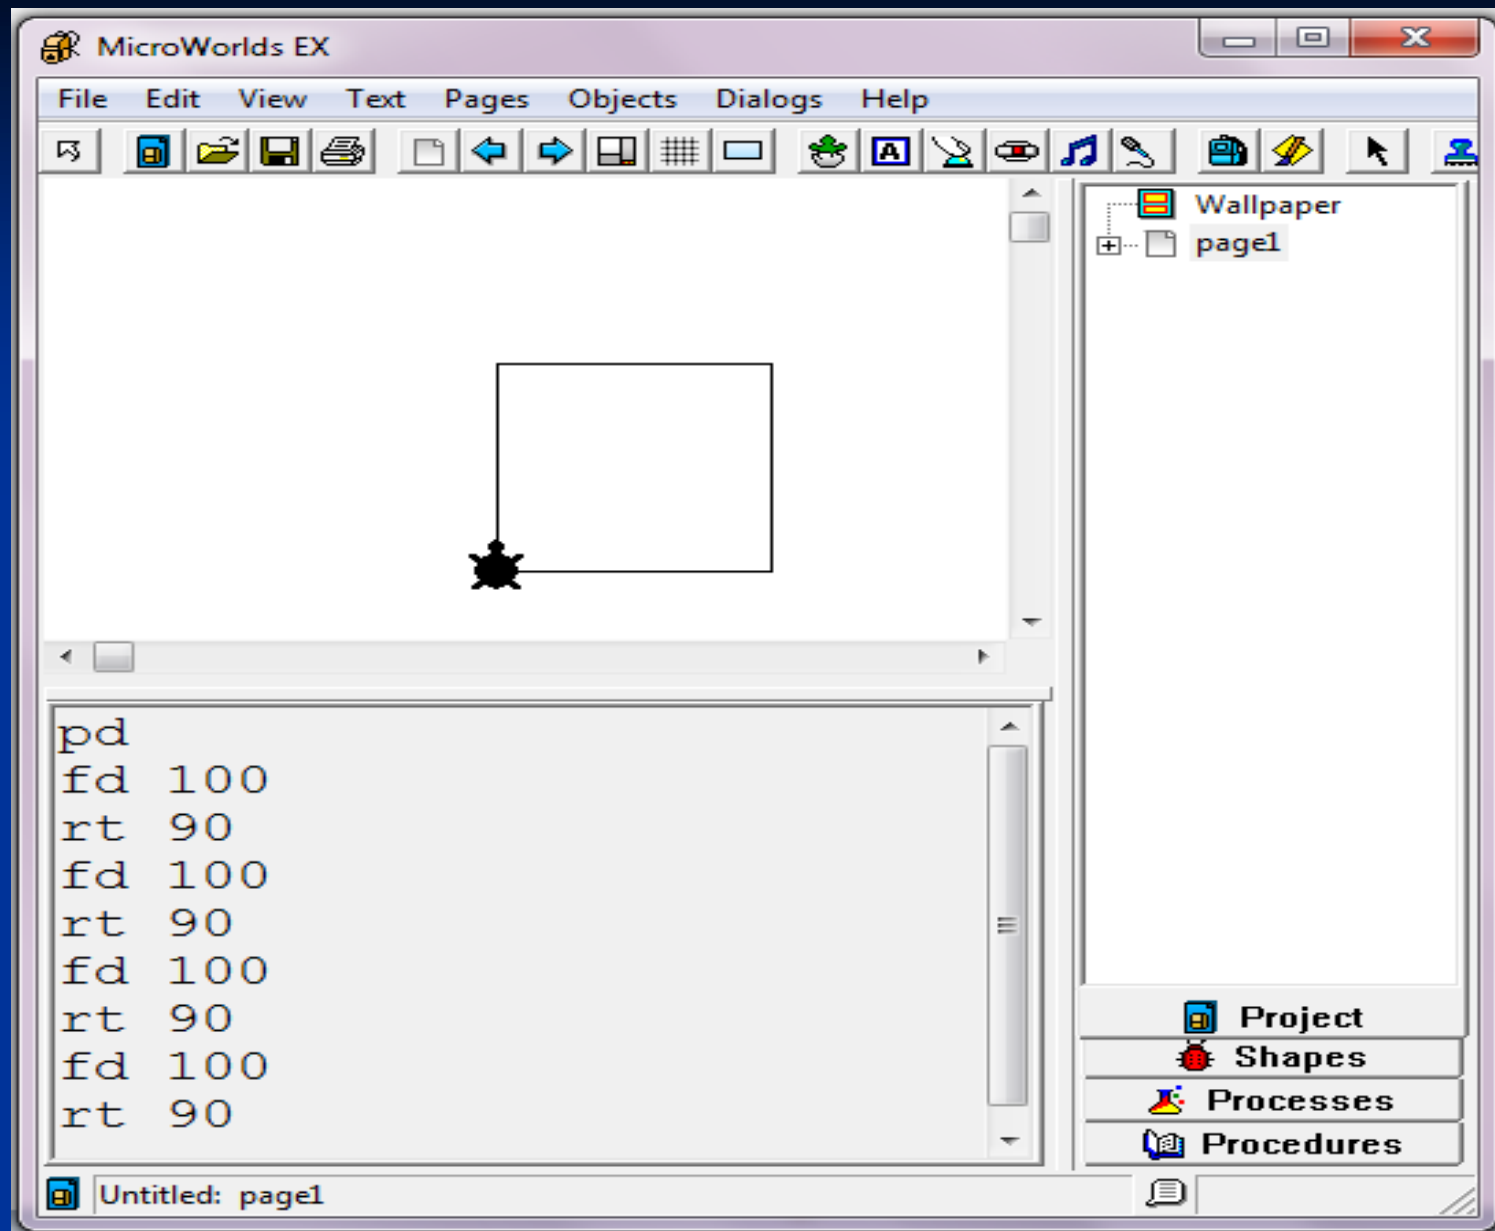 MicroWorlds EX
File Edit View Text Pages Objects Dialogs Help
A
Wallpaper
page1
pd
fd 100
rt 90
fd 100
rt 90
fd 100
rt 90
fd 100
rt 90
Project
Shapes
Processes
Procedures
Untitled: page1